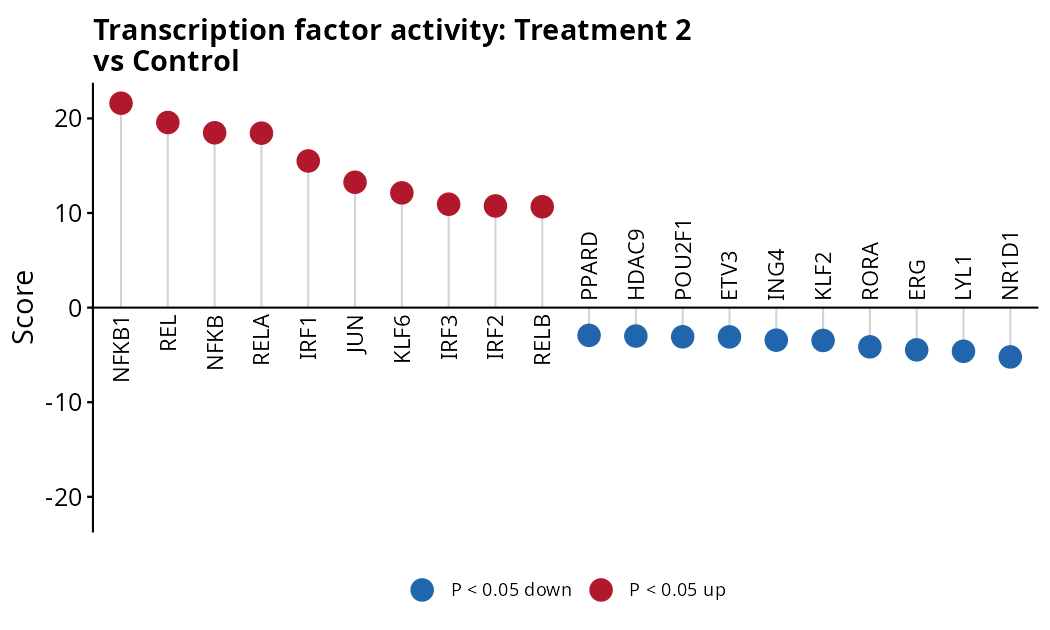 Transcription factor activity: Treatment 2
vs Control
Score
20
10
0
-10
-20
NFKB1
REL
NFKB
RELA
IRF1
JUN
KLF6
IRF3
IRF2
RELB
PPARD
HDAC9
POU2F1
ETV3
ING4
KLF2
RORA
ERG
LYL1
NR1D1
P < 0.05 down
P < 0.05 up